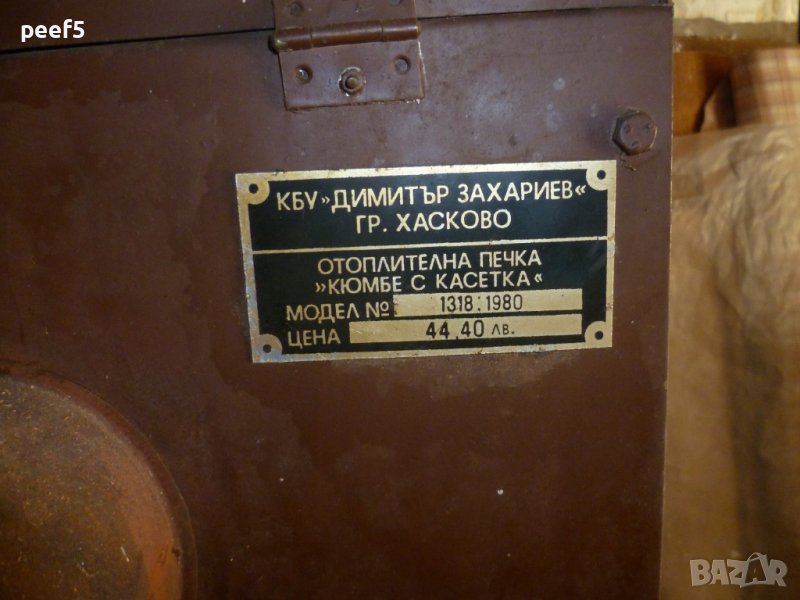 peef5
КБУ »ДИМИТЪР ЗАХАРИЕВ«
ГР. ХАСКОВО
ОТОПЛИТЕЛНА ПЕЧКА
»КЮМБЕ С КАСЕТКА«
МОДЕЛ № 1318:1980
ЦЕНА 44.40 лв.
BAZAR